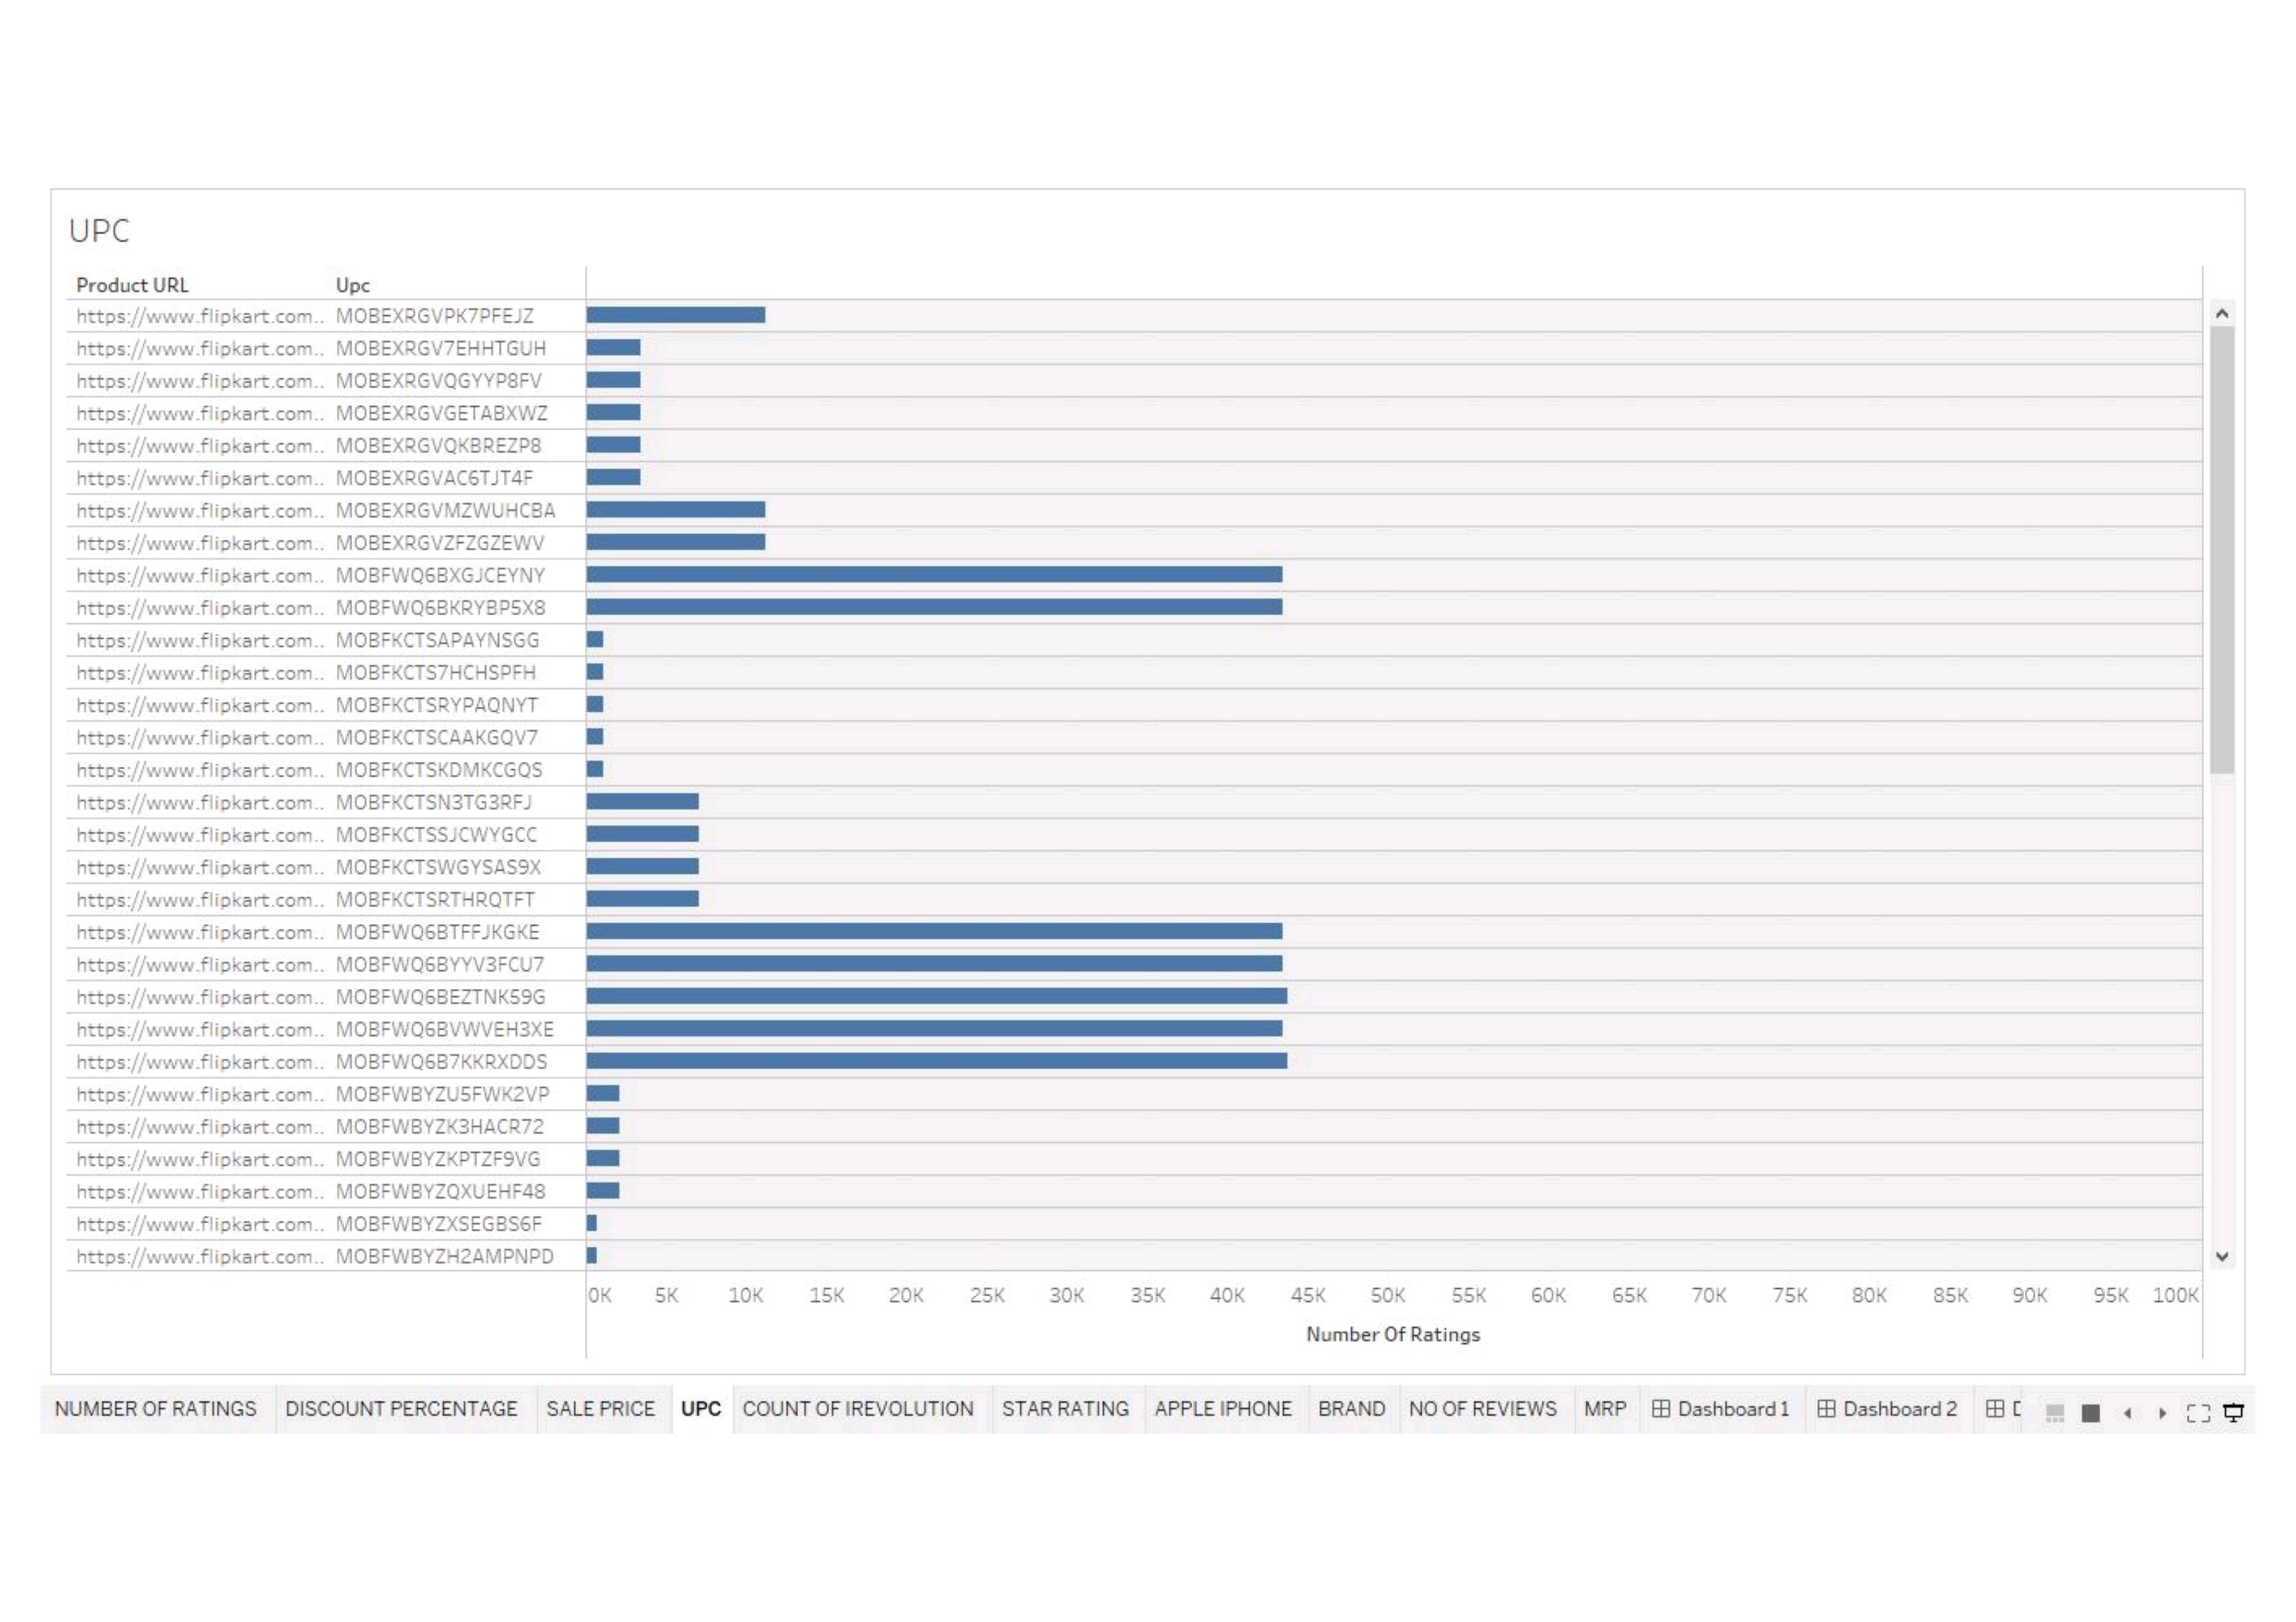 UPC
Product URL Upc
https://www.flipkart.com.. MOBEXRGVPK7PFEJZ
https://www.flipkart.com.. MOBEXRGV7EHHTGUH
https://www.flipkart.com.. MOBEXRGVQGYYP8FV
https://www.flipkart.com.. MOBEXRGVGETABXWZ
https://www.flipkart.com.. MOBEXRGVQKBREZP8
https://www.flipkart.com.. MOBEXRGVAC6TJT4F
https://www.flipkart.com.. MOBEXRGVMZWUHCBA
https://www.flipkart.com.. MOBEXRGVZFZGZEWV
https://www.flipkart.com.. MOBFWQ6BXGJCEYNY
https://www.flipkart.com.. MOBFWQ6BKRYBP5X8
https://www.flipkart.com.. MOBFKCTSAPAYNSGG
https://www.flipkart.com.. MOBFKCTS7HCHSPFH
https://www.flipkart.com.. MOBFKCTSRYPAQNYT
https://www.flipkart.com.. MOBFKCTSCAAKGQV7
https://www.flipkart.com.. MOBFKCTSKDMKCGQS
https://www.flipkart.com.. MOBFKCTSN3TG3RFJ
https://www.flipkart.com.. MOBFKCTSSJCWYGCC
https://www.flipkart.com.. MOBFKCTSWGYSAS9X
https://www.flipkart.com.. MOBFKCTSRTHRQTFT
https://www.flipkart.com.. MOBFWQ6BTFFJKGKE
https://www.flipkart.com.. MOBFWQ6BYYV3FCU7
https://www.flipkart.com.. MOBFWQ6BEZTNK59G
https://www.flipkart.com.. MOBFWQ6BVWVEH3XE
https://www.flipkart.com.. MOBFWQ6B7KKRXDDS
https://www.flipkart.com.. MOBFWBYZU5FWK2VP
https://www.flipkart.com.. MOBFWBYZK3HACR72
https://www.flipkart.com.. MOBFWBYZKPTZF9VG
https://www.flipkart.com.. MOBFWBYZQXUEHF48
https://www.flipkart.com.. MOBFWBYZXSEGBS6F
https://www.flipkart.com.. MOBFWBYZH2AMPNPD
0K 5K 10K 15K 20K 25K 30K 35K 40K 45K 50K 55K 60K 65K 70K 75K 80K 85K 90K 95K 100K
Number Of Ratings
NUMBER OF RATINGS DISCOUNT PERCENTAGE SALE PRICE UPC COUNT OF IREVOLUTION STAR RATING APPLE IPHONE BRAND NO OF REVIEWS MRP Dashboard 1 Dashboard 2